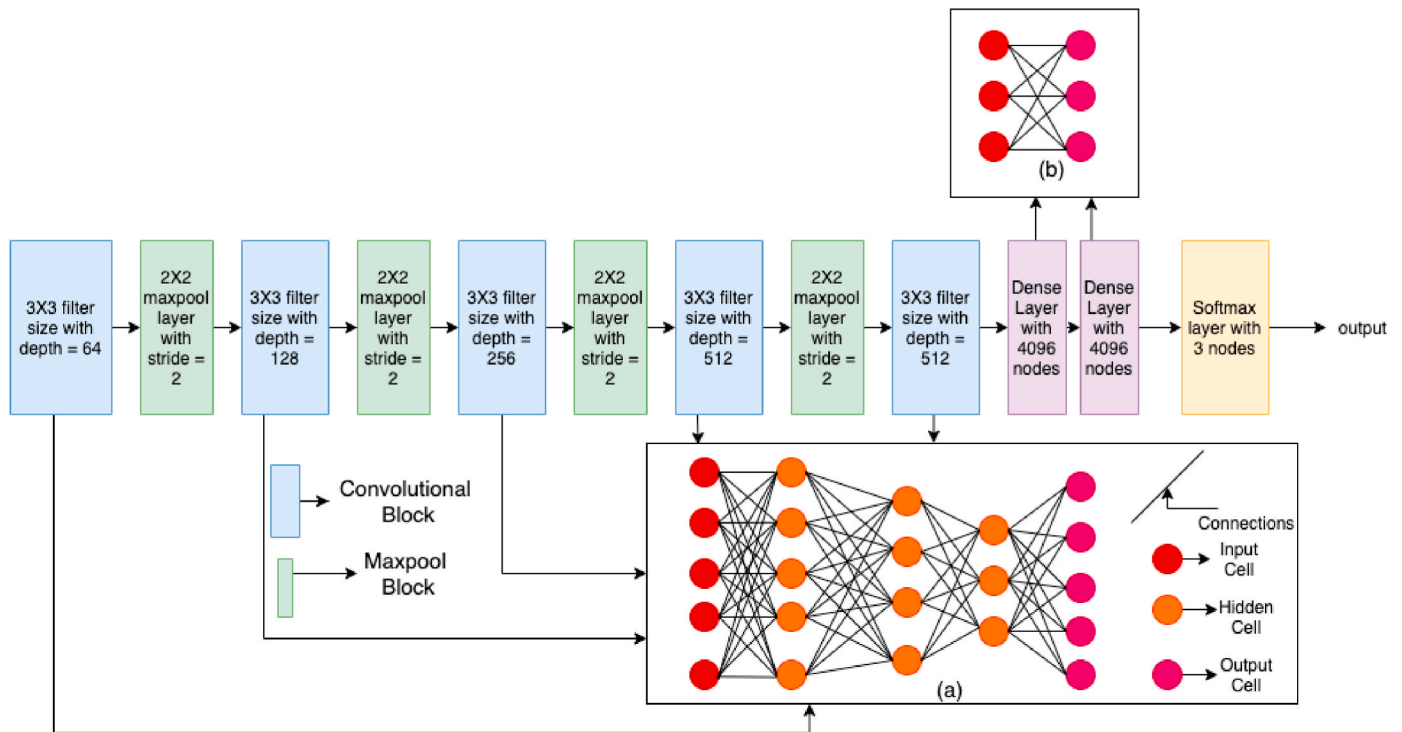 (b)
3X3 filter
size with
depth = 64
2X2
maxpool
layer
with
stride =
2
3X3 filter
size with
depth =
128
2X2
maxpool
layer
with
stride =
2
3X3 filter
size with
depth =
256
2X2
maxpool
layer
with
stride =
2
3X3 filter
size with
depth =
512
2X2
maxpool
layer
with
stride =
2
3X3 filter
size with
depth =
512
Dense
Layer
with
4096
nodes
Dense
Layer
with
4096
nodes
Softmax
layer with
3 nodes
output
Convolutional
Block
Maxpool
Block
Connections
Input
Cell
Hidden
Cell
Output
Cell
(a)